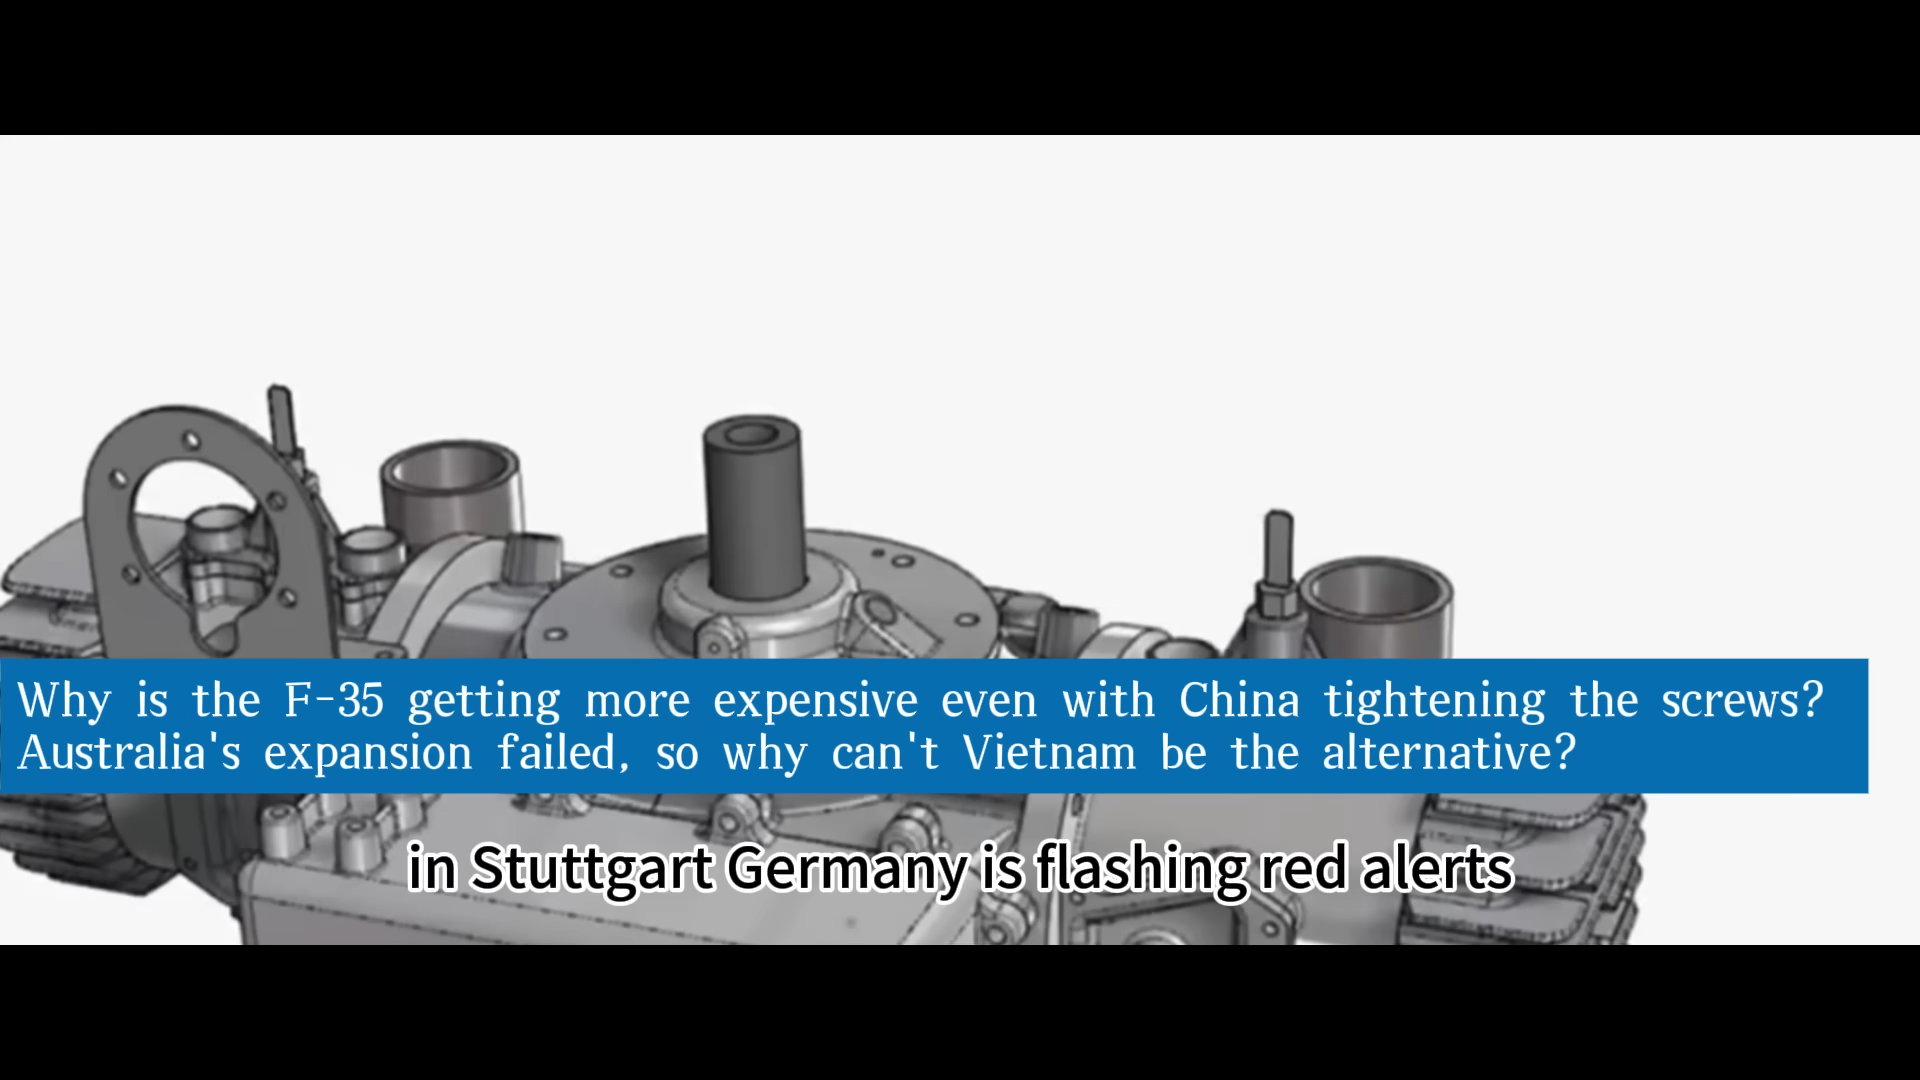 Why is the F-35 getting more expensive even with China tightening the screws?
Australia's expansion failed, so why can't Vietnam be the alternative?
in Stuttgart Germany is flashing red alerts